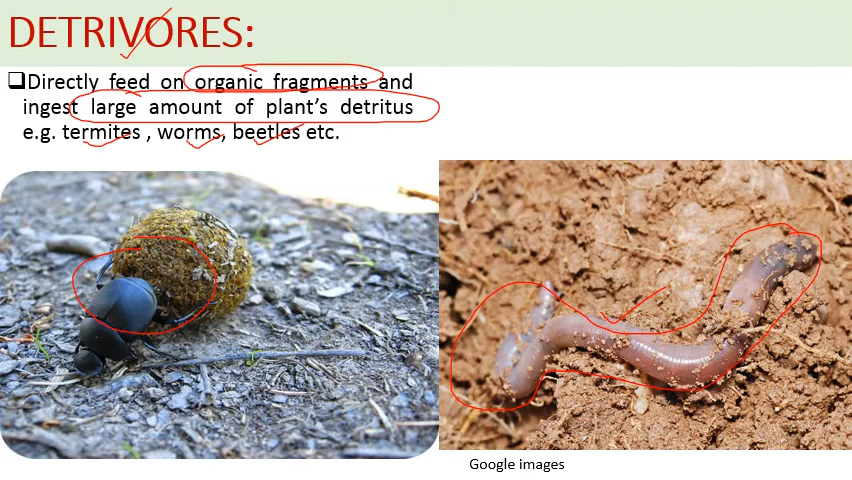 DETRIVORES:
❑Directly feed on organic fragments and
ingest large amount of plant's detritus
e.g. termites , worms, beetles etc.
Google images